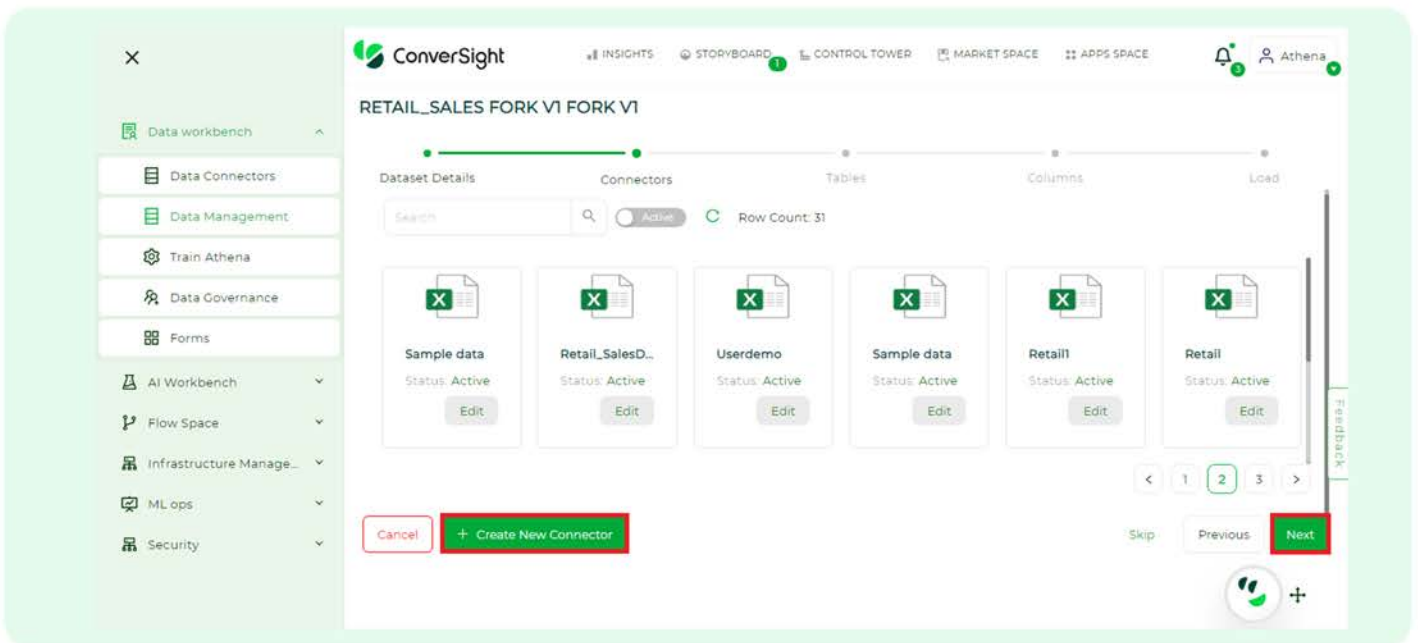 ConverSight
INSIGHTS
STORYBOARD
1
CONTROL TOWER
MARKET SPACE
APPS SPACE
3
Athena
RETAIL_SALES FORK V1 FORK V1
Data workbench
Data Connectors
Data Management
Train Athena
Data Governance
Forms
AI Workbench
Flow Space
Infrastructure Manage...
ML ops
Security
Dataset Details
Connectors
Tables
Columns
Load
Search
Active
Row Count: 31
Sample data
Status: Active
Edit
Retail_SalesD...
Status: Active
Edit
Userdemo
Status: Active
Edit
Sample data
Status: Active
Edit
Retail1
Status: Active
Edit
Retail
Status: Active
Edit
Feedback
< 1 2 3 >
Cancel
+ Create New Connector
Skip
Previous
Next